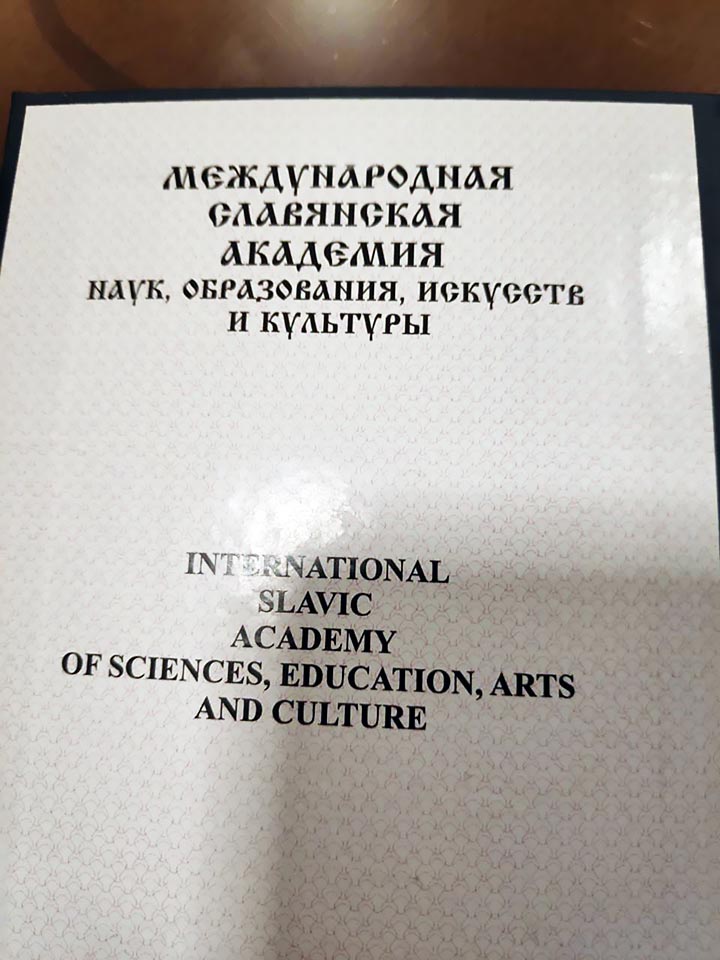 МЕЖДУНАРОДНАЯ
СЛАВЯНСКАЯ
АКАДЕМИЯ
НАУК, ОБРАЗОВАНИЯ, ИСКУССТВ
И КУЛЬТУРЫ
INTERNATIONAL
SLAVIC
ACADEMY
OF SCIENCES, EDUCATION, ARTS
AND CULTURE